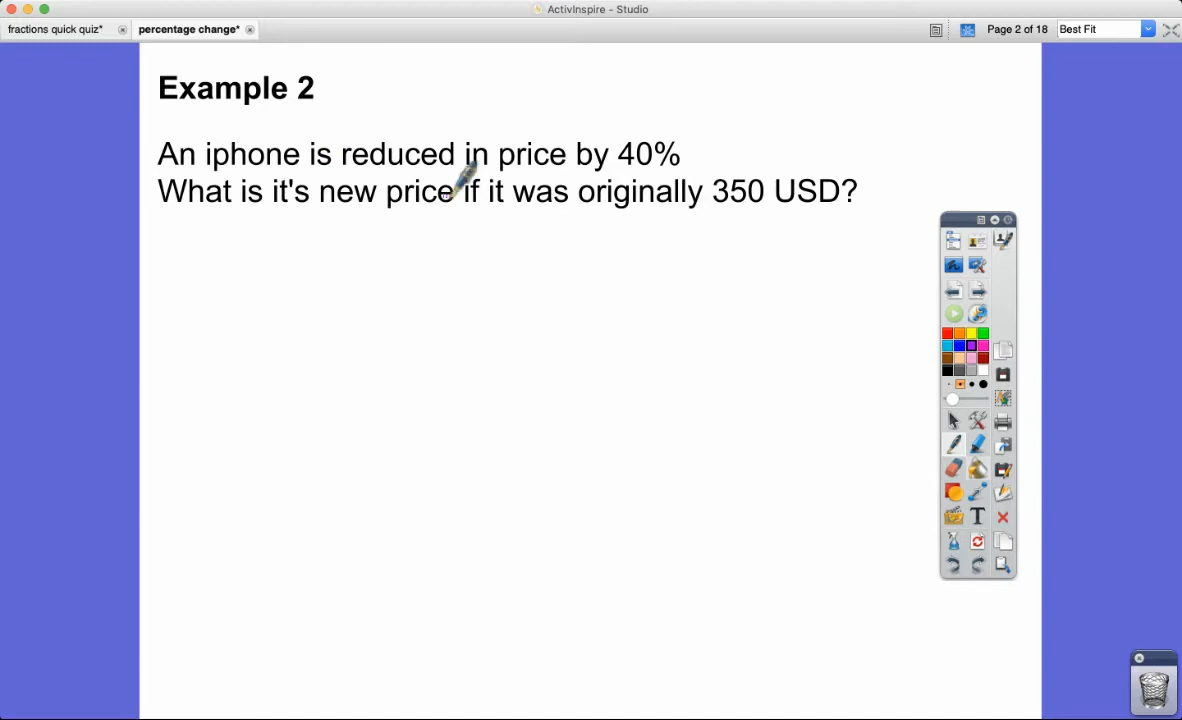 ActivInspire - Studio
fractions quick quiz*
percentage change*
Page 2 of 18
Best Fit
Example 2
An iphone is reduced in price by 40%
What is it's new price if it was originally 350 USD?
T